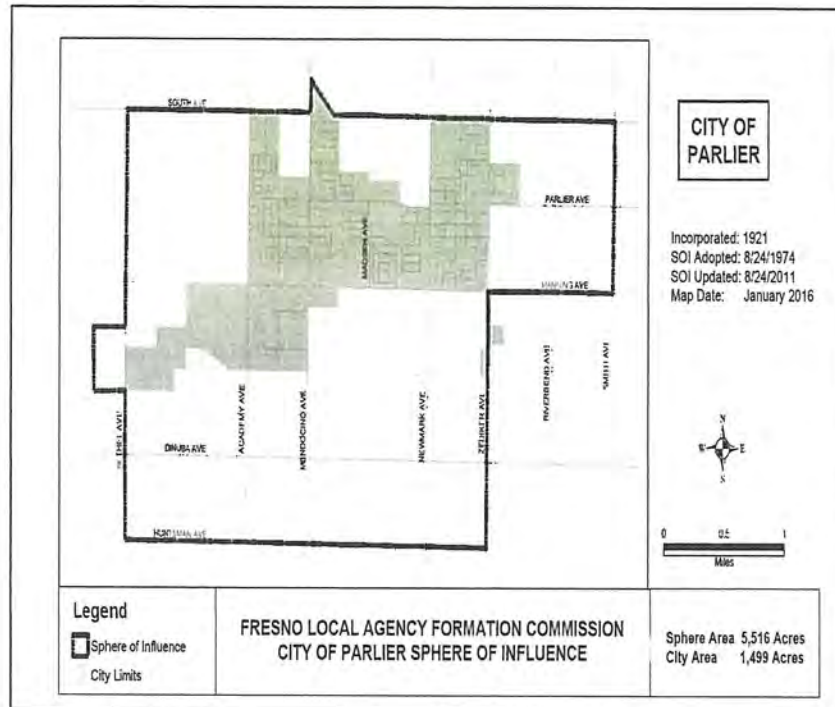 SOUTH AVE
CITY OF
PARLIER
PARLIER AVE
MADSEN AVE
Incorporated: 1921
SOI Adopted: 8/24/1974
SOI Updated: 8/24/2011
Map Date: January 2016
MANNING AVE
ACADEMY AVE
MENDOCINO AVE
NEWMARK AVE
RIVERBEND AVE
SMITH AVE
DINUBA AVE
HUNTSMAN AVE
N
W E
S
0 0.5 1
Miles
Legend
Sphere of Influence
City Limits
FRESNO LOCAL AGENCY FORMATION COMMISSION
CITY OF PARLIER SPHERE OF INFLUENCE
Sphere Area 5,516 Acres
City Area 1,499 Acres